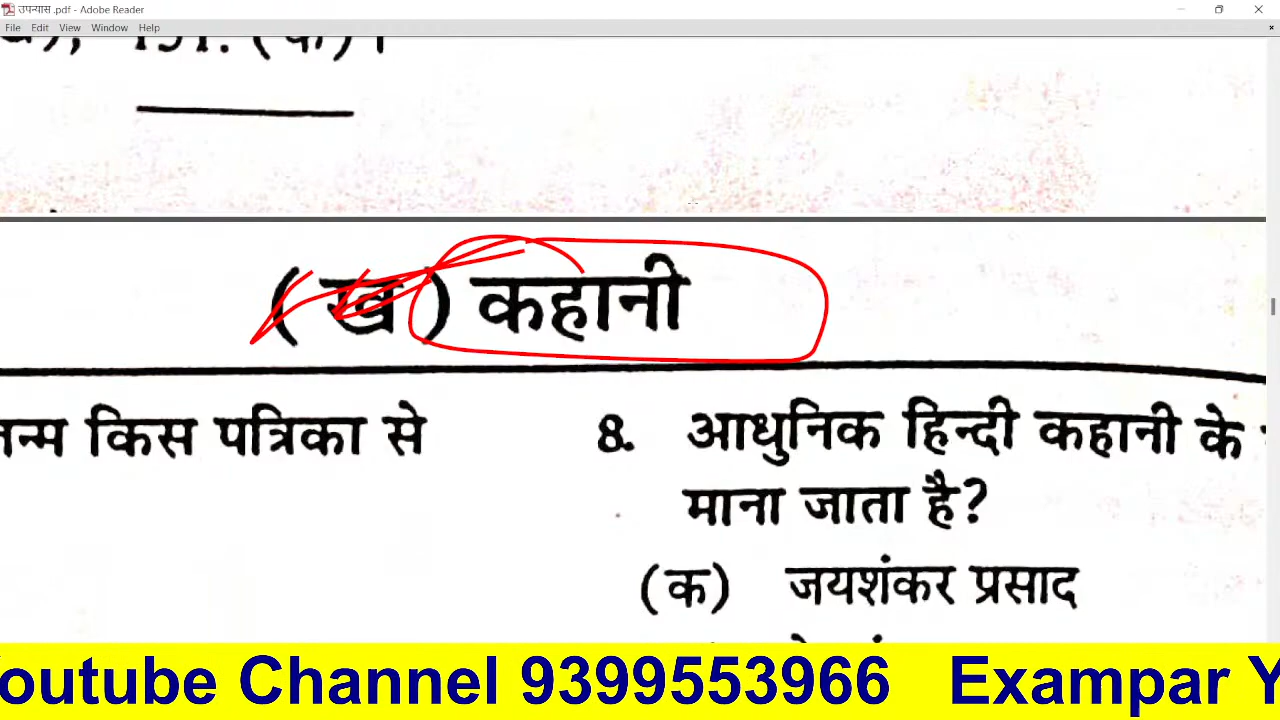 उपन्यास .pdf - Adobe Reader
File Edit View Window Help
151. (क)।
(ख) कहानी
किस पत्रिका से
8. आधुनिक हिन्दी कहानी के
माना जाता है?
(क) जयशंकर प्रसाद
outube Channel 9399553966 Exampar Y